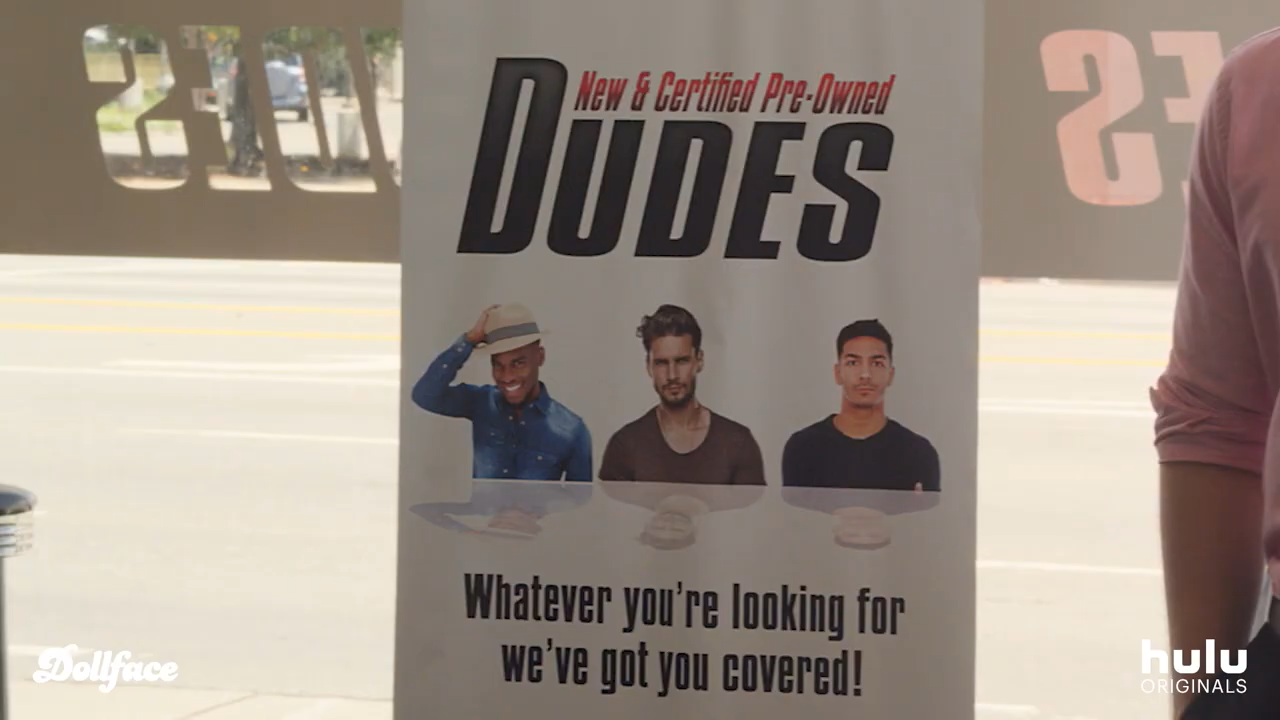 New & Certified Pre-Owned
DUDES
Whatever you're looking for
we've got you covered!
Dollface
hulu
ORIGINALS